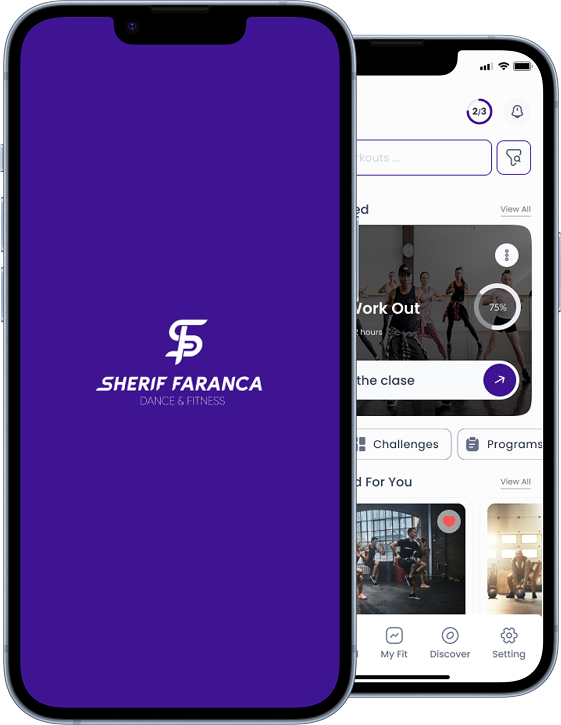 SHERIF FARANCA
DANCE & FITNESS
2/3
kouts ...
ed
View All
Work Out
2 hours
75%
the clase
Challenges
Programs
d For You
View All
My Fit
Discover
Setting